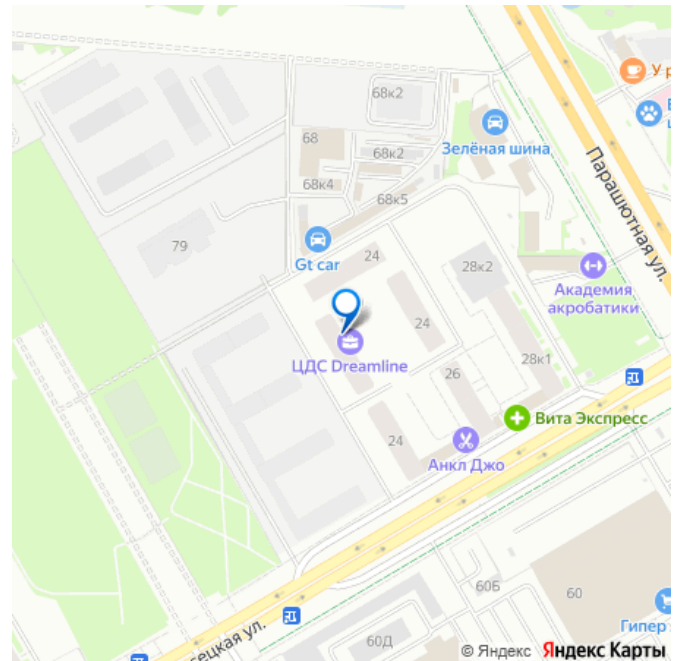 68к2
У р
68
Зелёная шина
68к2
68к4
68к5
Парашютная ул.
79
Gt car
24
28к2
Академия
акробатики
24
ЦДС Dreamline
26
28к1
Вита Экспресс
24
Анкл Джо
60Б
60
Гипер
ецкая ул.
60Д
© Яндекс Яндекс Карты